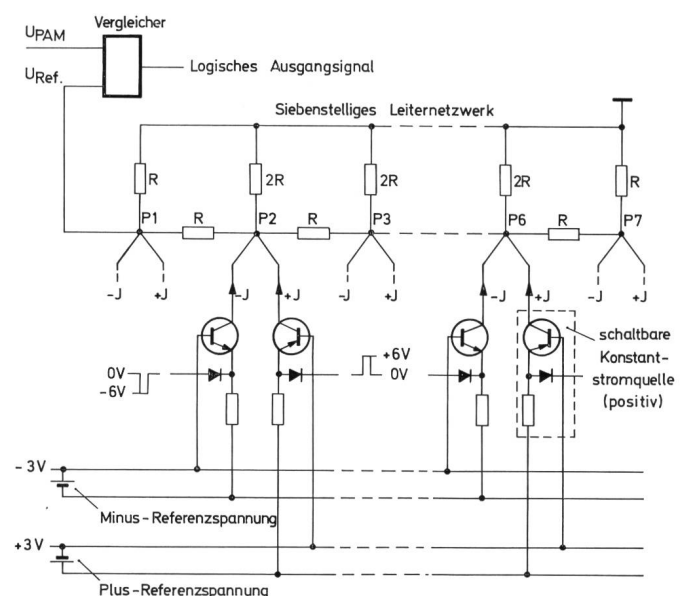 Vergleicher
UPAM
URef.
Logisches Ausgangssignal
Siebenstelliges Leiternetzwerk
R 2R 2R 2R R
P1 R P2 R P3 P6 R P7
-J +J -J +J -J +J -J +J -J +J
0V
-6V
+6V
0V
schaltbare
Konstant-
stromquelle
(positiv)
-3V
Minus-Referenzspannung
+3V
Plus-Referenzspannung